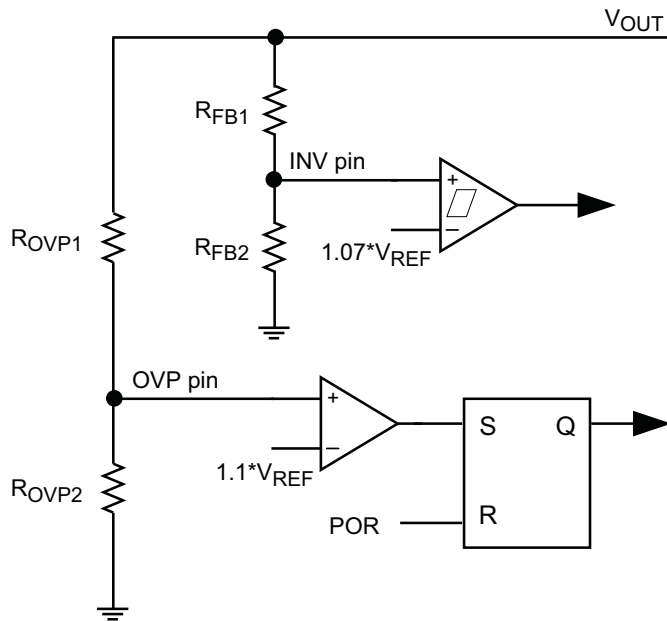 VOUT
RFB1
INV pin
+
−
1.07*VREF
ROVP1
RFB2
OVP pin
+
−
1.1*VREF
S Q
R
POR
ROVP2